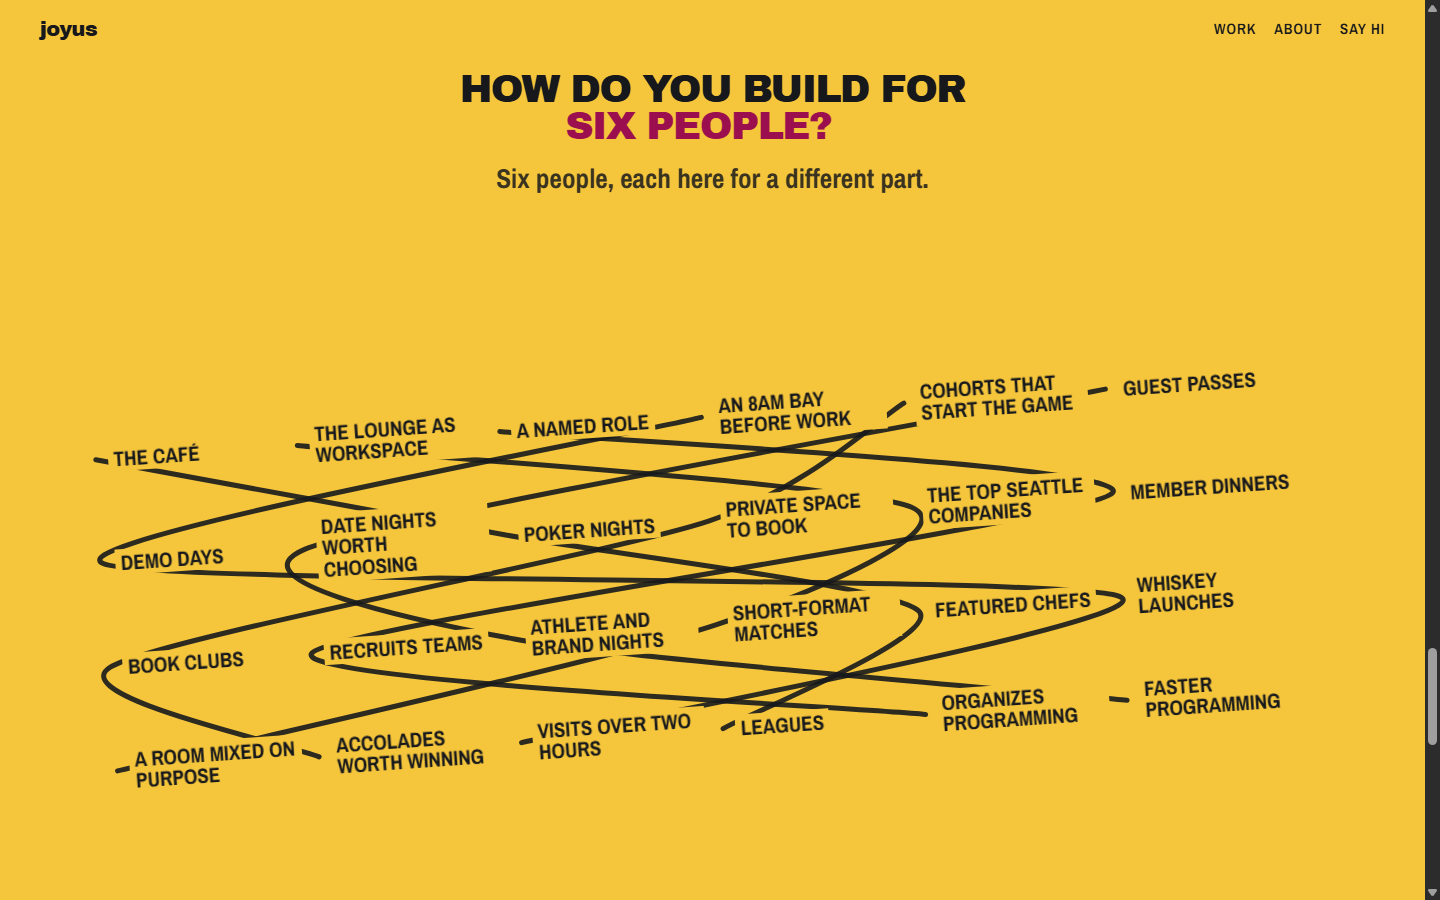 joyus
WORK ABOUT SAY HI
HOW DO YOU BUILD FOR
SIX PEOPLE?
Six people, each here for a different part.
THE CAFÉ
THE LOUNGE AS
WORKSPACE
A NAMED ROLE
AN 8AM BAY
BEFORE WORK
COHORTS THAT
START THE GAME
GUEST PASSES
DEMO DAYS
DATE NIGHTS
WORTH
CHOOSING
POKER NIGHTS
PRIVATE SPACE
TO BOOK
THE TOP SEATTLE
COMPANIES
MEMBER DINNERS
BOOK CLUBS
RECRUITS TEAMS
ATHLETE AND
BRAND NIGHTS
SHORT-FORMAT
MATCHES
FEATURED CHEFS
WHISKEY
LAUNCHES
A ROOM MIXED ON
PURPOSE
ACCOLADES
WORTH WINNING
VISITS OVER TWO
HOURS
LEAGUES
ORGANIZES
PROGRAMMING
FASTER
PROGRAMMING